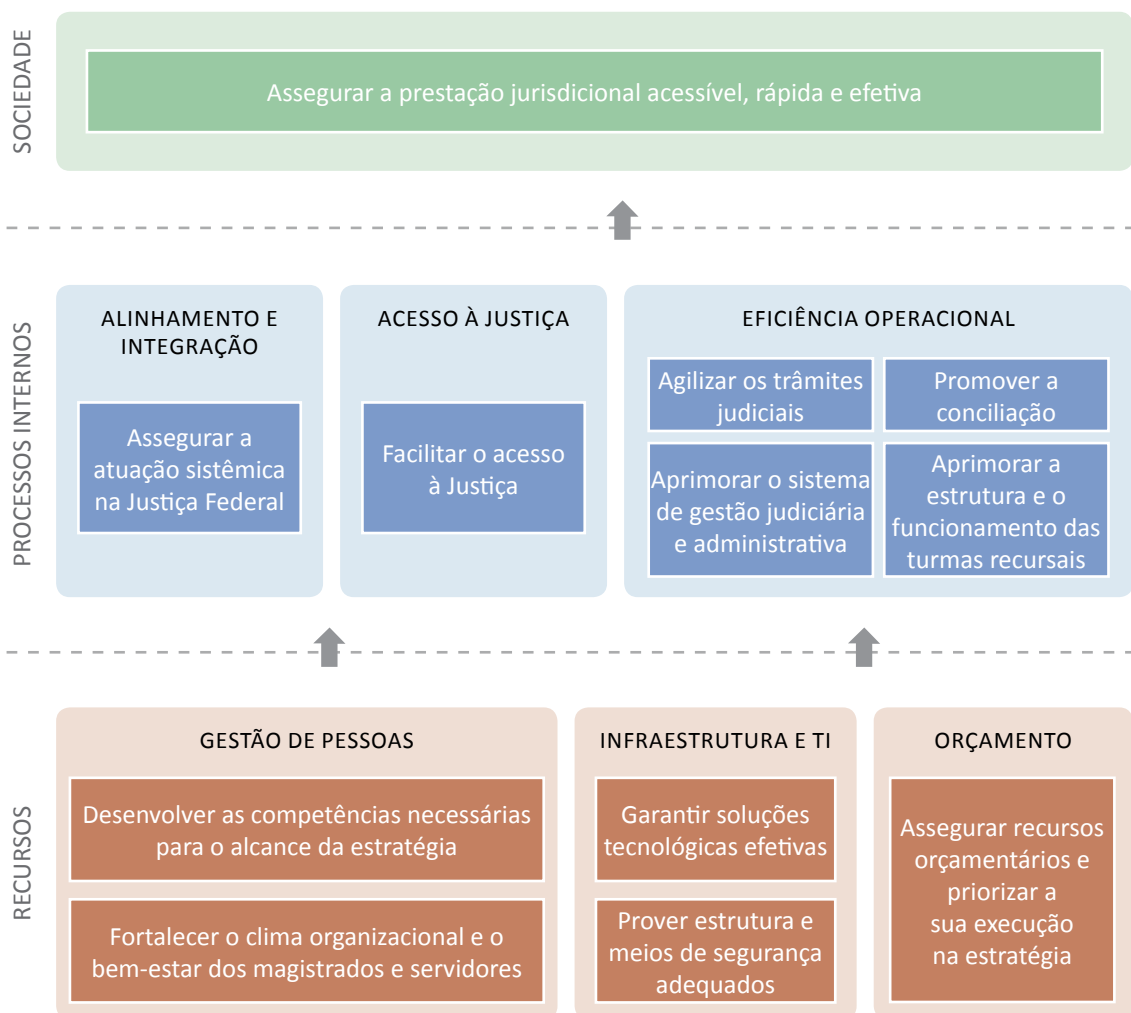 SOCIEDADE
Assegurar a prestação jurisdicional acessível, rápida e efetiva
PROCESSOS INTERNOS
ALINHAMENTO E
INTEGRAÇÃO
Assegurar a
atuação sistêmica
na Justiça Federal
ACESSO À JUSTIÇA
Facilitar o acesso
à Justiça
EFICIÊNCIA OPERACIONAL
Agilizar os trâmites
judiciais
Promover a
conciliação
Aprimorar o sistema
de gestão judiciária
e administrativa
Aprimorar a
estrutura e o
funcionamento das
turmas recursais
RECURSOS
GESTÃO DE PESSOAS
Desenvolver as competências necessárias
para o alcance da estratégia
Fortalecer o clima organizacional e o
bem-estar dos magistrados e servidores
INFRAESTRUTURA E TI
Garantir soluções
tecnológicas efetivas
Prover estrutura e
meios de segurança
adequados
ORÇAMENTO
Assegurar recursos
orçamentários e
priorizar a
sua execução
na estratégia